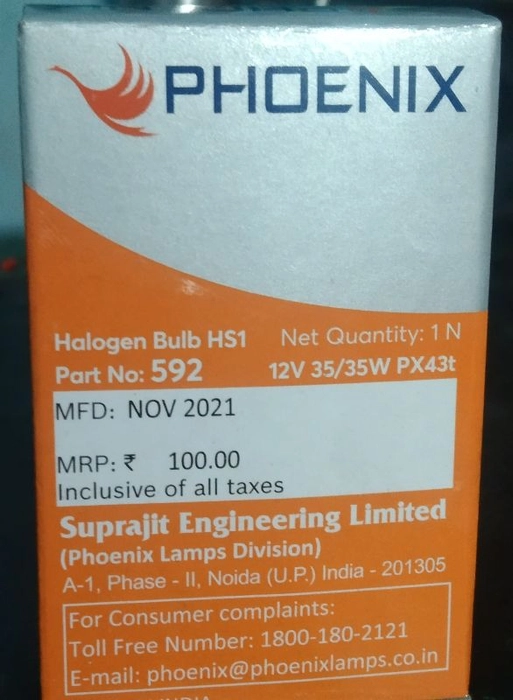 PHOENIX
Halogen Bulb HS1 Net Quantity: 1 N
Part No: 592 12V 35/35W PX43t
MFD: NOV 2021
MRP: ₹ 100.00
Inclusive of all taxes
Suprajit Engineering Limited
(Phoenix Lamps Division)
A-1, Phase - II, Noida (U.P.) India - 201305
For Consumer complaints:
Toll Free Number: 1800-180-2121
E-mail: phoenix@phoenixlamps.co.in
INDIA